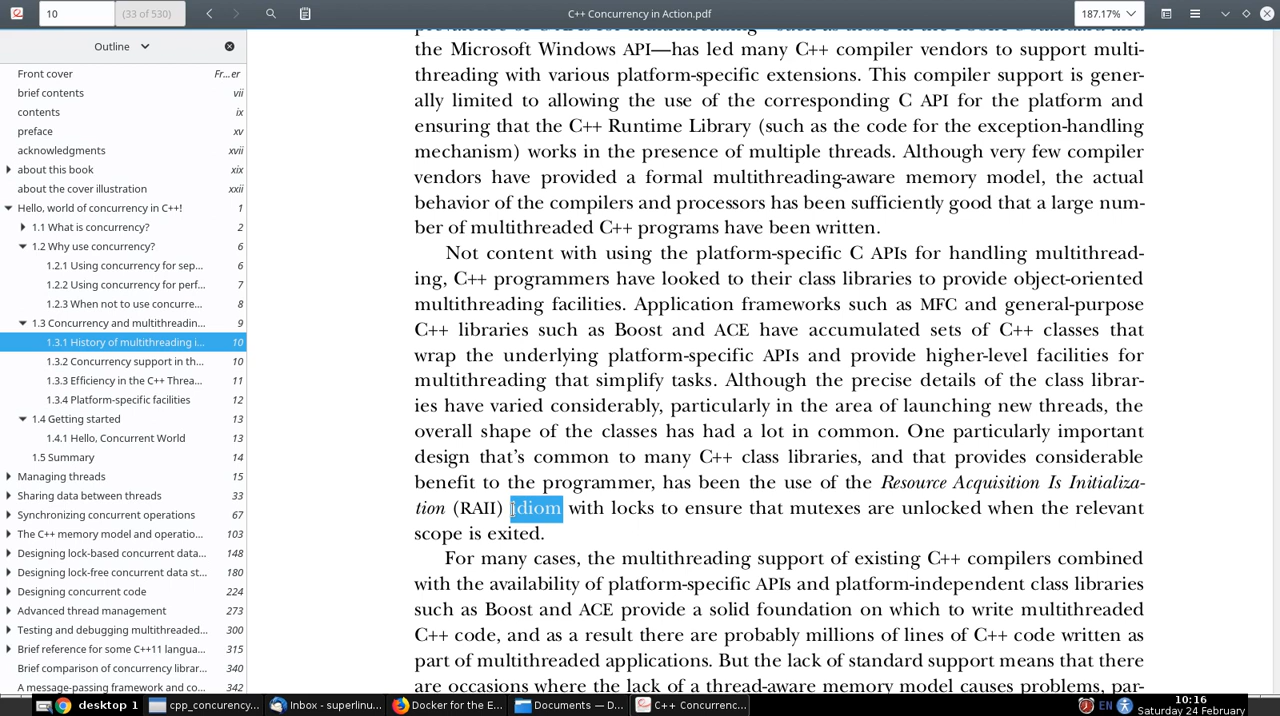 10
(33 of 530)
C++ Concurrency in Action.pdf
187.17%
Outline
Front cover Fr...er
brief contents vii
contents ix
preface xv
acknowledgments xvii
about this book xix
about the cover illustration xxii
Hello, world of concurrency in C++! 1
1.1 What is concurrency? 2
1.2 Why use concurrency? 6
1.2.1 Using concurrency for sep... 6
1.2.2 Using concurrency for perf... 7
1.2.3 When not to use concurre... 8
1.3 Concurrency and multithreadin... 9
1.3.1 History of multithreading i... 10
1.3.2 Concurrency support in th... 10
1.3.3 Efficiency in the C++ Threa... 11
1.3.4 Platform-specific facilities 12
1.4 Getting started 13
1.4.1 Hello, Concurrent World 13
1.5 Summary 14
Managing threads 15
Sharing data between threads 33
Synchronizing concurrent operations 67
The C++ memory model and operatio... 103
Designing lock-based concurrent data... 148
Designing lock-free concurrent data st... 180
Designing concurrent code 224
Advanced thread management 273
Testing and debugging multithreaded... 300
Brief reference for some C++11 langua... 315
Brief comparison of concurrency librar... 340
A message-passing framework and co... 342
the Microsoft Windows API—has led many C++ compiler vendors to support multi-
threading with various platform-specific extensions. This compiler support is gener-
ally limited to allowing the use of the corresponding C API for the platform and
ensuring that the C++ Runtime Library (such as the code for the exception-handling
mechanism) works in the presence of multiple threads. Although very few compiler
vendors have provided a formal multithreading-aware memory model, the actual
behavior of the compilers and processors has been sufficiently good that a large num-
ber of multithreaded C++ programs have been written.
Not content with using the platform-specific C APIs for handling multithread-
ing, C++ programmers have looked to their class libraries to provide object-oriented
multithreading facilities. Application frameworks such as MFC and general-purpose
C++ libraries such as Boost and ACE have accumulated sets of C++ classes that
wrap the underlying platform-specific APIs and provide higher-level facilities for
multithreading that simplify tasks. Although the precise details of the class librar-
ies have varied considerably, particularly in the area of launching new threads, the
overall shape of the classes has had a lot in common. One particularly important
design that's common to many C++ class libraries, and that provides considerable
benefit to the programmer, has been the use of the Resource Acquisition Is Initializa-
tion (RAII) idiom with locks to ensure that mutexes are unlocked when the relevant
scope is exited.
For many cases, the multithreading support of existing C++ compilers combined
with the availability of platform-specific APIs and platform-independent class libraries
such as Boost and ACE provide a solid foundation on which to write multithreaded
C++ code, and as a result there are probably millions of lines of C++ code written as
part of multithreaded applications. But the lack of standard support means that there
are occasions where the lack of a thread-aware memory model causes problems, par-
desktop 1
cpp_concurrency...
Inbox - superlinu...
Docker for the E...
Documents — D...
C++ Concurrenc...
EN
10:16
Saturday 24 February